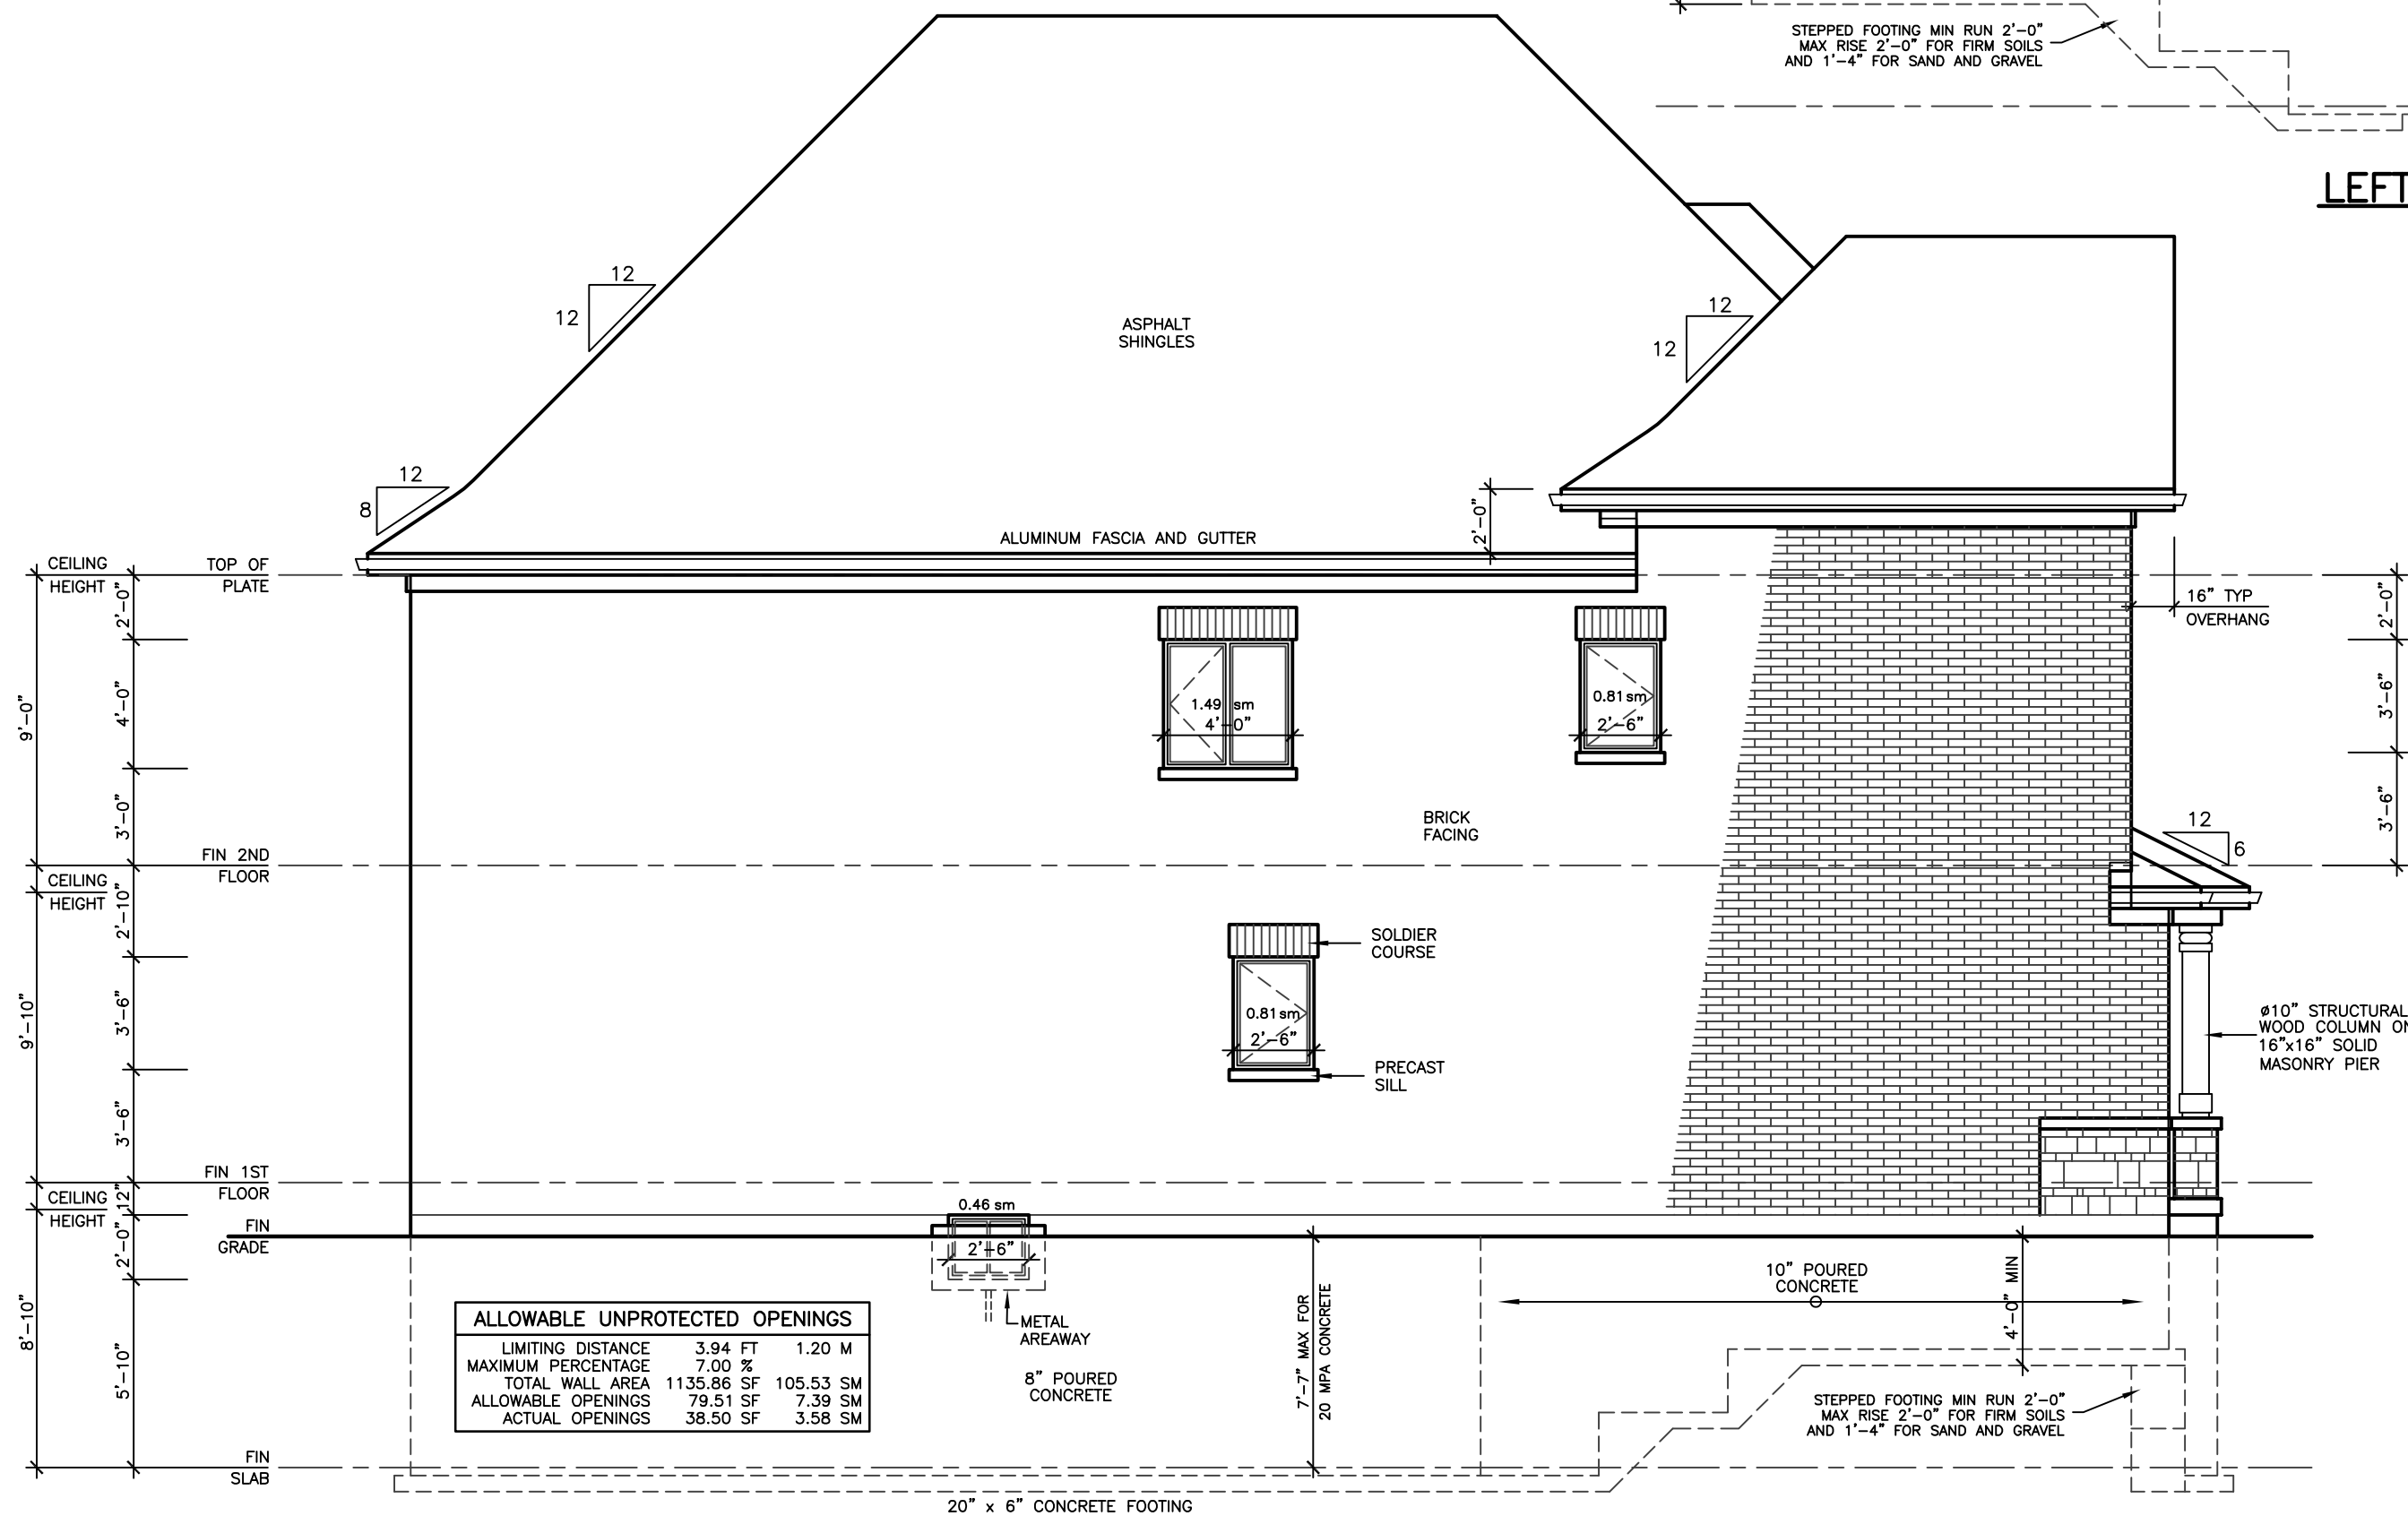 STEPPED FOOTING MIN RUN 2'-0"
MAX RISE 2'-0" FOR FIRM SOILS
AND 1'-4" FOR SAND AND GRAVEL
LEFT
12
12
12
12
ASPHALT
SHINGLES
12
8
2'-0"
ALUMINUM FASCIA AND GUTTER
CEILING
HEIGHT
TOP OF
PLATE
2'-0"
4'-0"
3'-0"
9'-0"
16" TYP
OVERHANG
2'-0"
3'-6"
3'-6"
1.49 sm
4'-0"
0.81 sm
2'-6"
BRICK
FACING
12
6
FIN 2ND
FLOOR
CEILING
HEIGHT
2'-10"
3'-6"
3'-6"
9'-10"
SOLDIER
COURSE
0.81 sm
2'-6"
PRECAST
SILL
ø10" STRUCTURAL
WOOD COLUMN ON
16"x16" SOLID
MASONRY PIER
FIN 1ST
FLOOR
CEILING
HEIGHT
12"
2'-0"
5'-10"
8'-10"
FIN
GRADE
0.46 sm
2'-6"
METAL
AREAWAY
8" POURED
CONCRETE
7'-7" MAX FOR
20 MPA CONCRETE
10" POURED
CONCRETE
4'-0" MIN
ALLOWABLE UNPROTECTED OPENINGS
LIMITING DISTANCE 3.94 FT 1.20 M
MAXIMUM PERCENTAGE 7.00 %
TOTAL WALL AREA 1135.86 SF 105.53 SM
ALLOWABLE OPENINGS 79.51 SF 7.39 SM
ACTUAL OPENINGS 38.50 SF 3.58 SM
STEPPED FOOTING MIN RUN 2'-0"
MAX RISE 2'-0" FOR FIRM SOILS
AND 1'-4" FOR SAND AND GRAVEL
FIN
SLAB
20" x 6" CONCRETE FOOTING